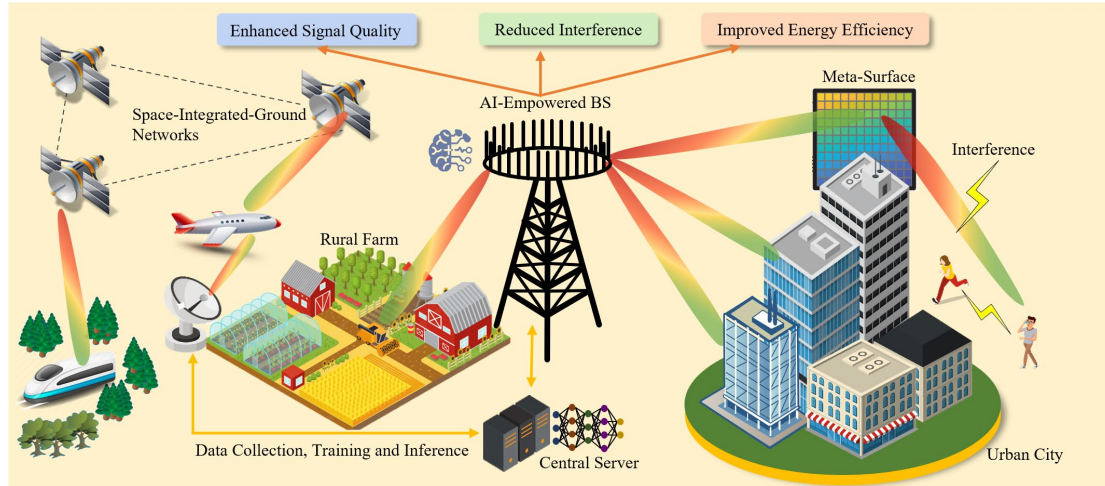 Enhanced Signal Quality
Reduced Interference
Improved Energy Efficiency
Meta-Surface
AI-Empowered BS
Space-Integrated-Ground
Networks
Interference
Rural Farm
Data Collection, Training and Inference
Central Server
Urban City